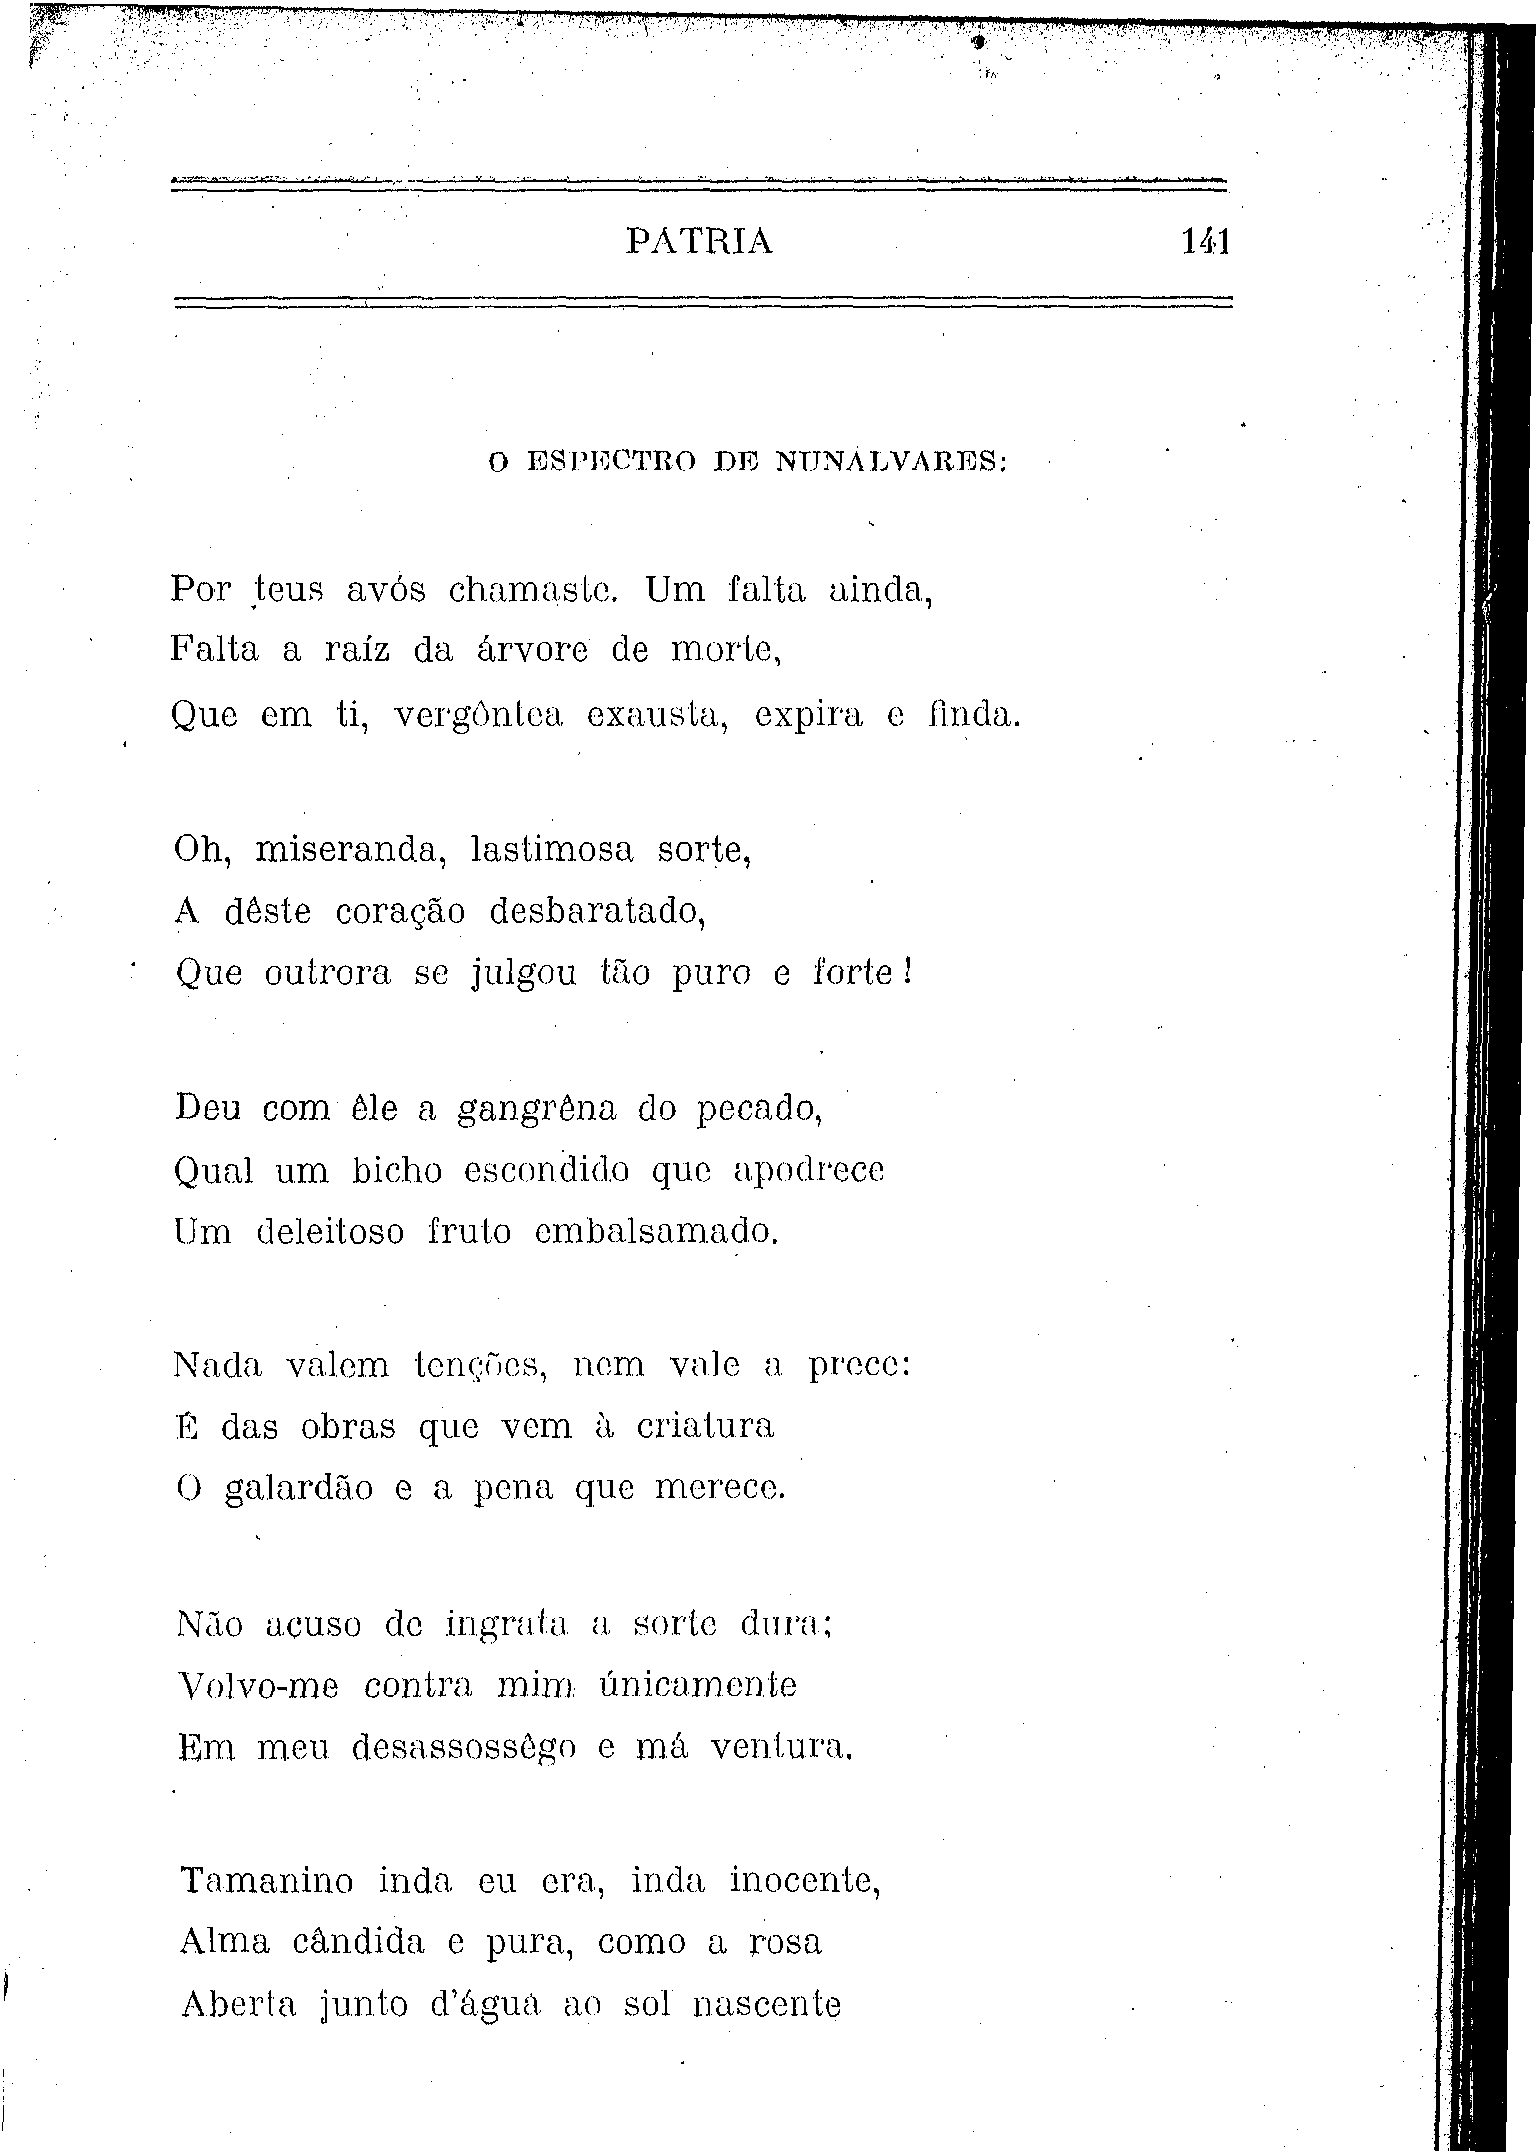 PATRIA 141
O ESPECTRO DE NUNALVARES:
Por teus avós chamaste. Um falta ainda,
Falta a raíz da árvore de morte,
Que em ti, vergôntea exausta, expira e finda.
Oh, miseranda, lastimosa sorte,
A dêste coração desbaratado,
Que outrora se julgou tão puro e forte!
Deu com êle a gangrêna do pecado,
Qual um bicho escondido que apodrece
Um deleitoso fruto embalsamado.
Nada valem tenções, nem vale a prece:
É das obras que vem à criatura
O galardão e a pena que merece.
Não acuso de ingrata a sorte dura;
Volvo-me contra mim únicamente
Em meu desassossêgo e má ventura.
Tamanino inda eu era, inda inocente,
Alma cândida e pura, como a rosa
Aberta junto d'água ao sol nascente